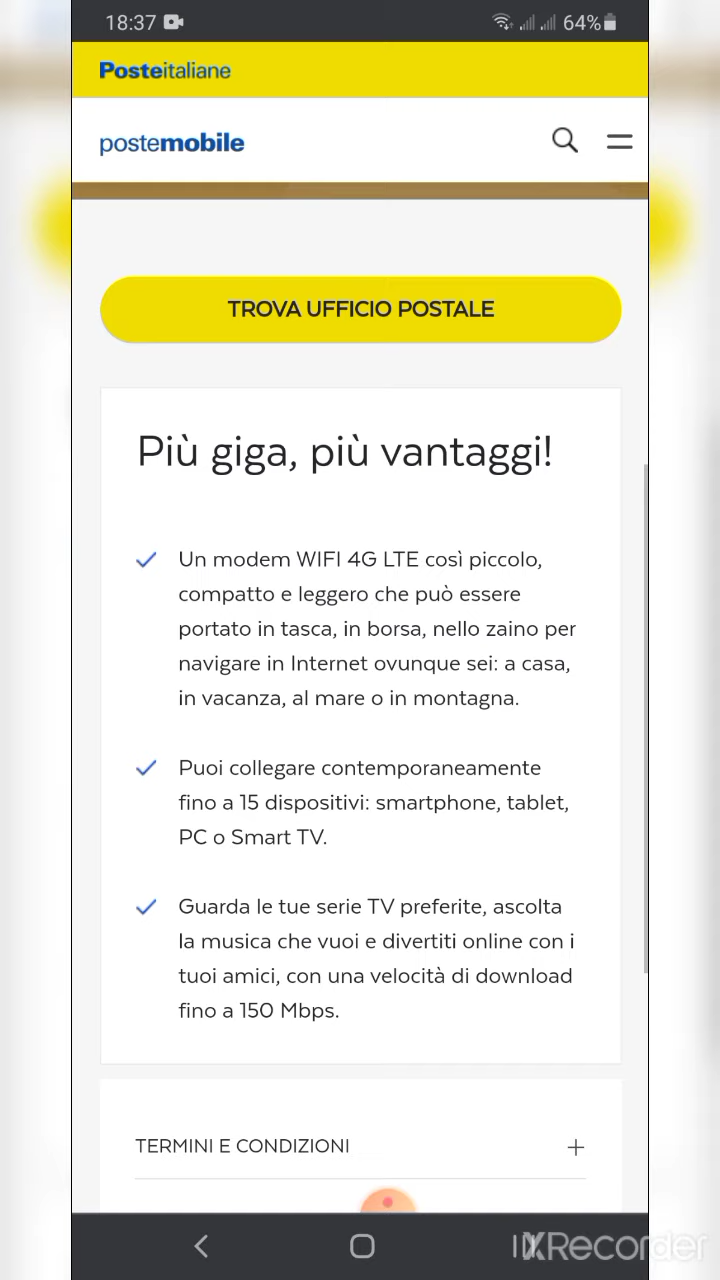 18:37
64%
Posteitaliane
postemobile
TROVA UFFICIO POSTALE
Più giga, più vantaggi!
Un modem WIFI 4G LTE così piccolo,
compatto e leggero che può essere
portato in tasca, in borsa, nello zaino per
navigare in Internet ovunque sei: a casa,
in vacanza, al mare o in montagna.
Puoi collegare contemporaneamente
fino a 15 dispositivi: smartphone, tablet,
PC o Smart TV.
Guarda le tue serie TV preferite, ascolta
la musica che vuoi e divertiti online con i
tuoi amici, con una velocità di download
fino a 150 Mbps.
TERMINI E CONDIZIONI
XRecorder